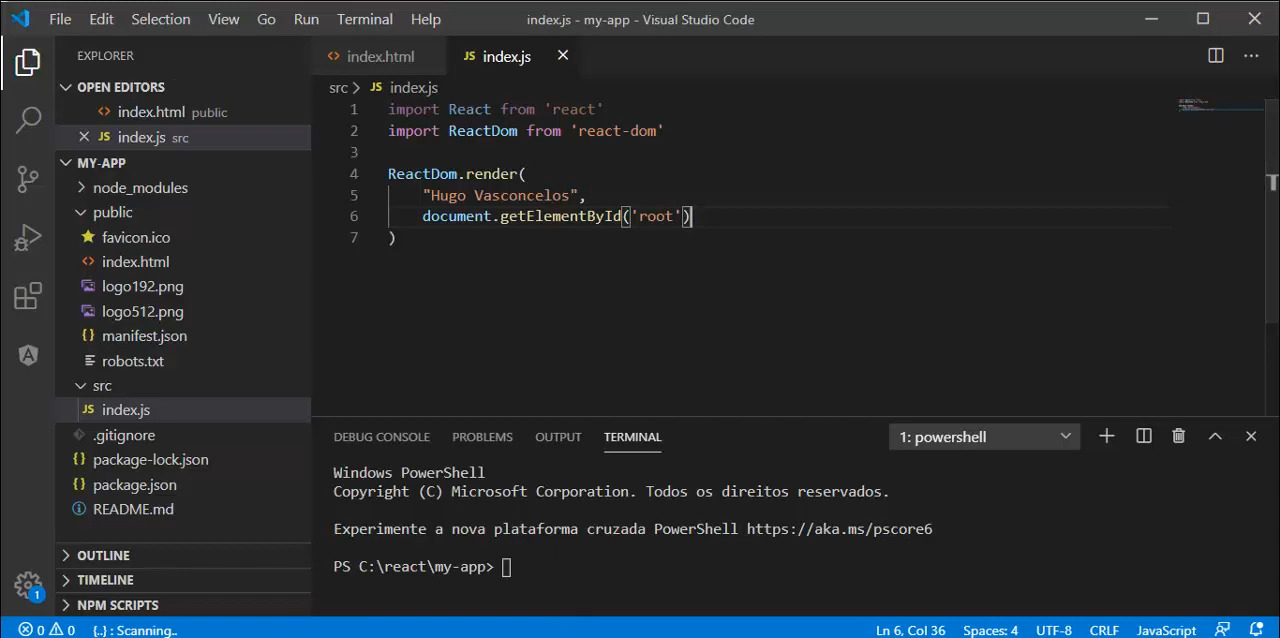 File Edit Selection View Go Run Terminal Help index.js - my-app - Visual Studio Code
EXPLORER
OPEN EDITORS
index.html public
index.js src
MY-APP
node_modules
public
favicon.ico
index.html
logo192.png
logo512.png
manifest.json
robots.txt
src
JS index.js
.gitignore
package-lock.json
package.json
README.md
OUTLINE
TIMELINE
NPM SCRIPTS
index.html JS index.js
src > JS index.js
1 import React from 'react'
2 import ReactDom from 'react-dom'
3
4 ReactDom.render(
5 "Hugo Vasconcelos",
6 document.getElementById('root')
7 )
DEBUG CONSOLE PROBLEMS OUTPUT TERMINAL 1: powershell
Windows PowerShell
Copyright (C) Microsoft Corporation. Todos os direitos reservados.
Experimente a nova plataforma cruzada PowerShell https://aka.ms/pscore6
PS C:\react\my-app>
1
0 0 {..} : Scanning.. Ln 6, Col 36 Spaces: 4 UTF-8 CRLF JavaScript